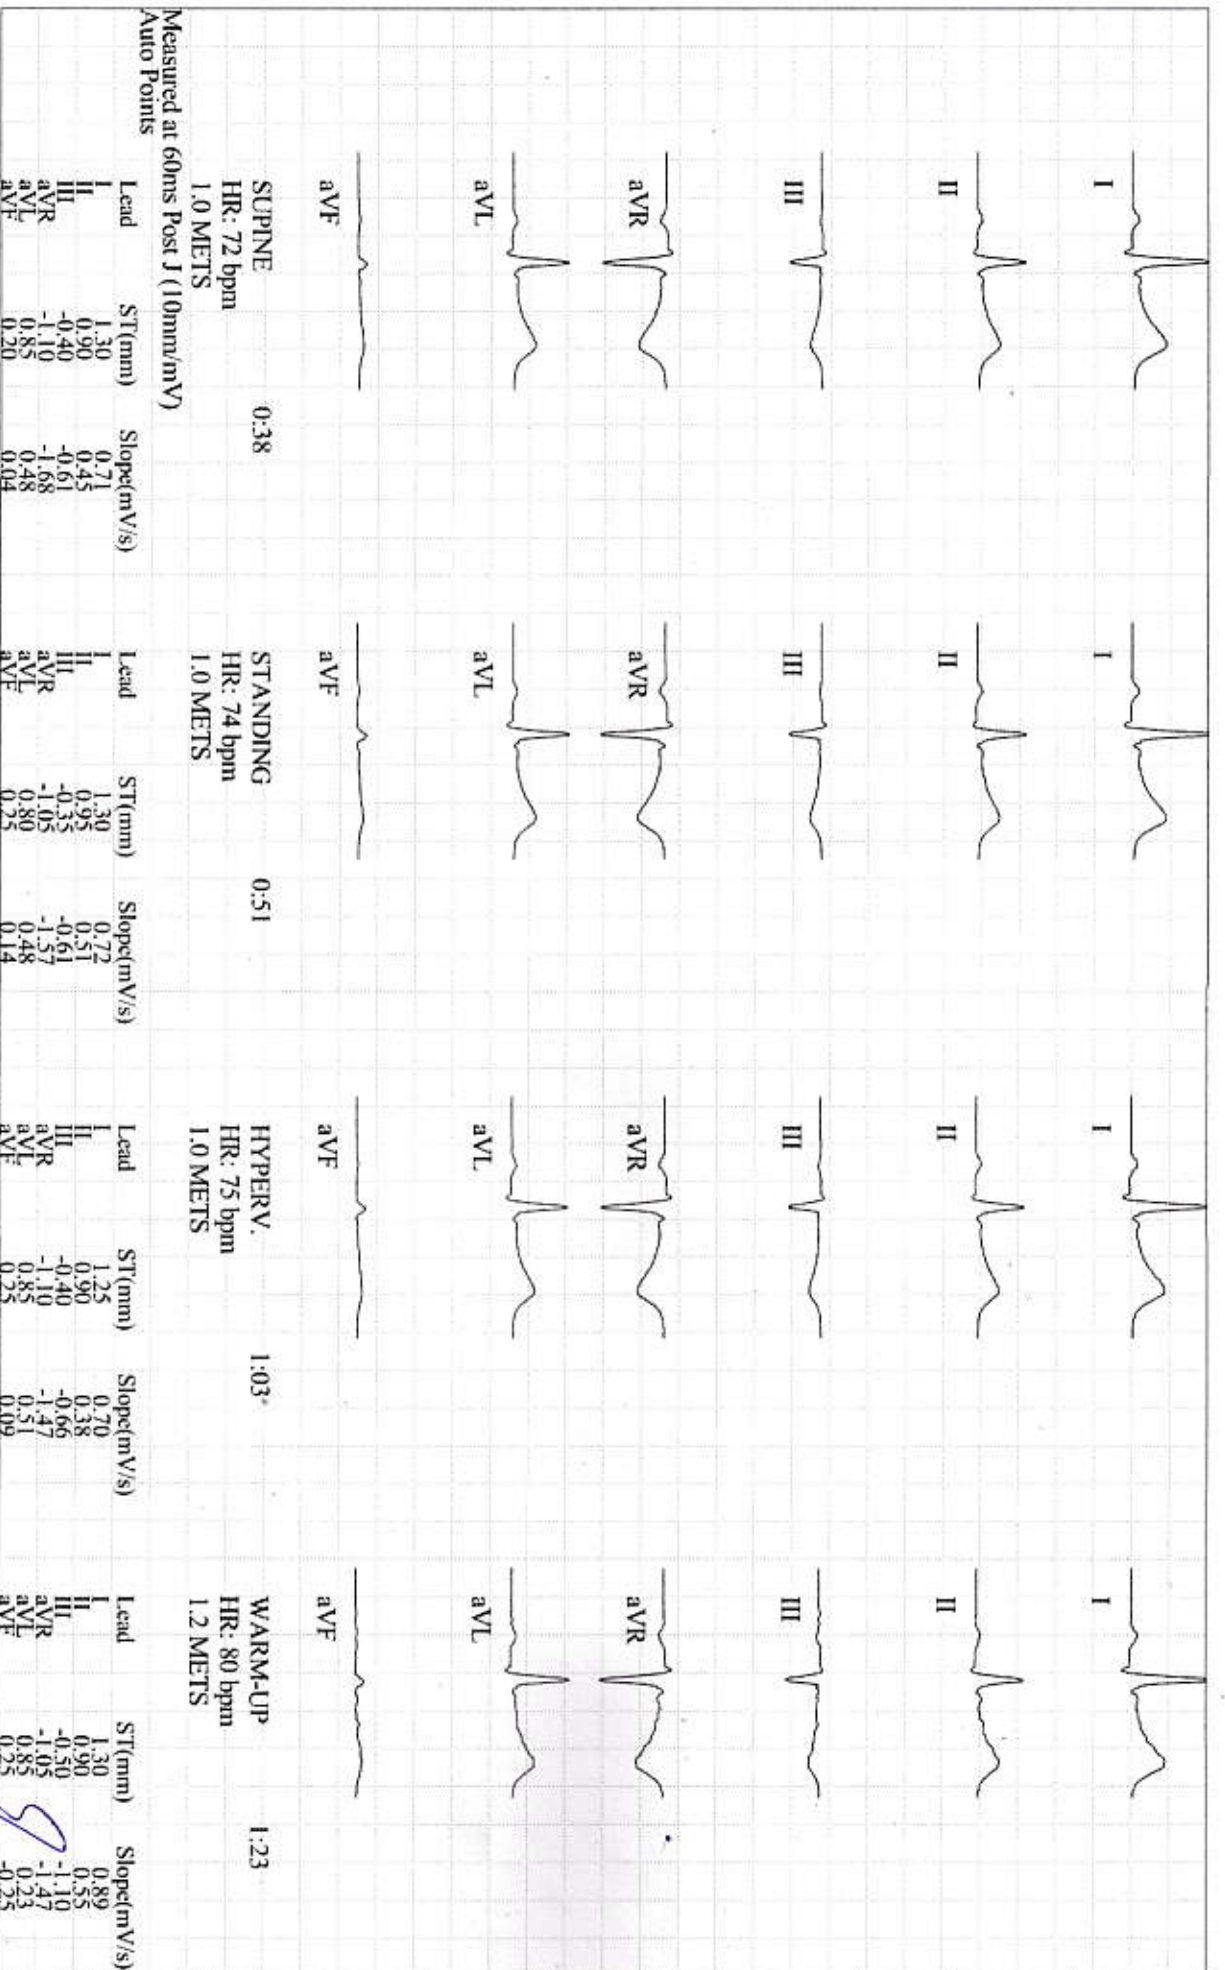 I
I
I
I
II
II
II
II
III
III
III
III
aVR
aVR
aVR
aVR
aVL
aVL
aVL
aVL
aVF
aVF
aVF
aVF
SUPINE 0:38 STANDING 0:51 HYPERV. 1:03 WARM-UP 1:23
HR: 72 bpm HR: 74 bpm HR: 75 bpm HR: 80 bpm
1.0 METS 1.0 METS 1.0 METS 1.2 METS
Measured at 60ms Post J (10mm/mV)
Auto Points
Lead ST(mm) Slope(mV/s) Lead ST(mm) Slope(mV/s) Lead ST(mm) Slope(mV/s) Lead ST(mm) Slope(mV/s)
I 1.30 0.71 I 1.30 0.72 I 1.25 0.70 I 1.30 0.89
II 0.90 0.45 II 0.95 0.51 II 0.90 0.38 II 0.90 0.55
III -0.40 -0.61 III -0.35 -0.61 III -0.40 -0.66 III -0.50 -1.10
aVR -1.10 -1.68 aVR -1.05 -1.57 aVR -1.10 -1.47 aVR -1.05 -1.47
aVL 0.85 0.48 aVL 0.80 0.48 aVL 0.85 0.51 aVL 0.85 0.23
aVF 0.20 0.04 aVF 0.25 0.14 aVF 0.25 0.09 aVF 0.25 -0.25